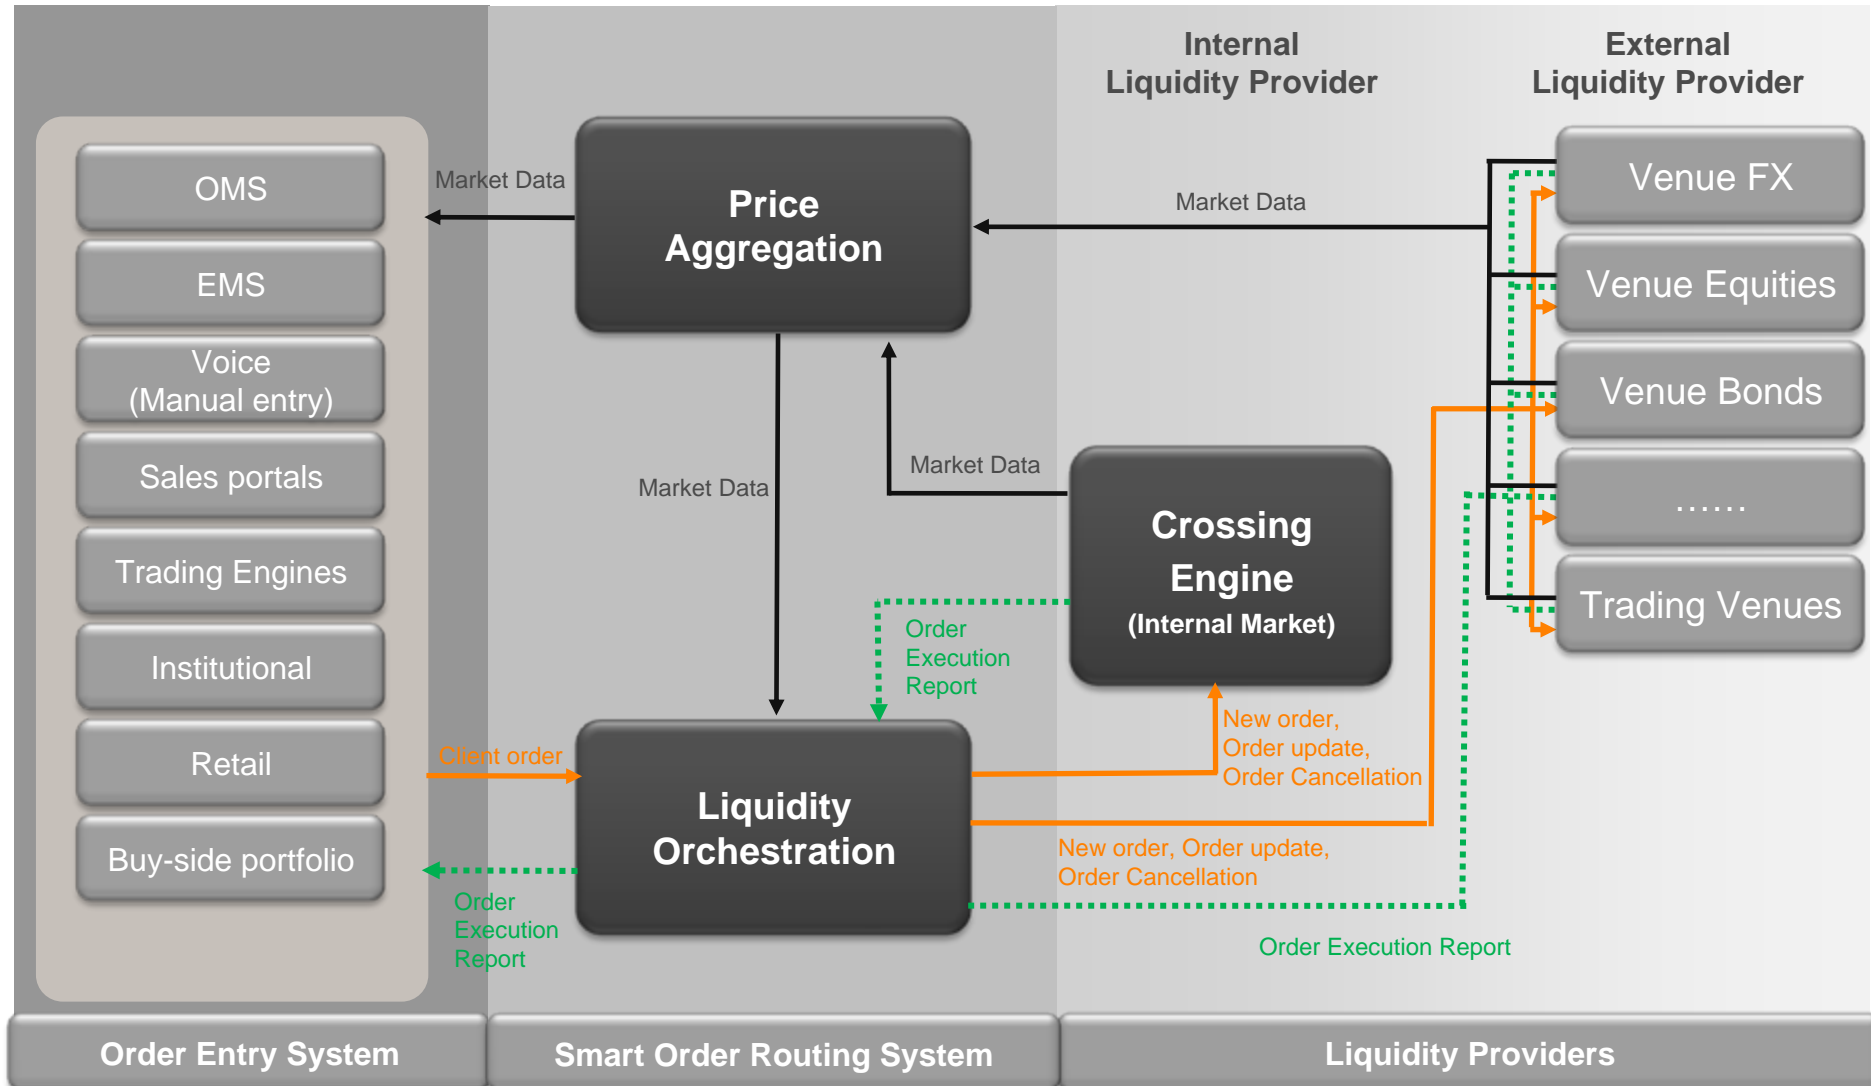 Internal
Liquidity Provider
External
Liquidity Provider
OMS
EMS
Voice
(Manual entry)
Sales portals
Trading Engines
Institutional
Retail
Buy-side portfolio
Market Data
Price
Aggregation
Market Data
Market Data
Market Data
Crossing
Engine
(Internal Market)
Order
Execution
Report
Client order
Liquidity
Orchestration
New order,
Order update,
Order Cancellation
New order, Order update,
Order Cancellation
Order
Execution
Report
Order Execution Report
Venue FX
Venue Equities
Venue Bonds
......
Trading Venues
Order Entry System
Smart Order Routing System
Liquidity Providers